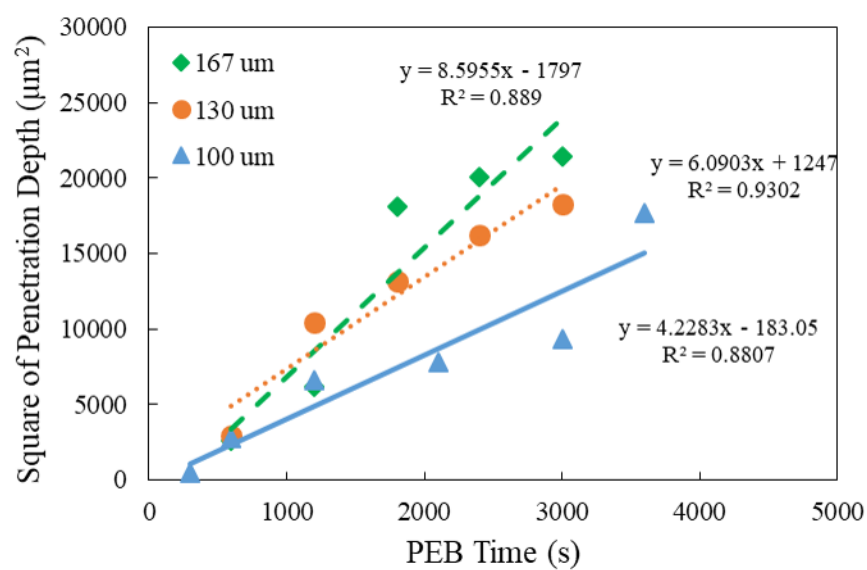 30000
25000
20000
15000
10000
5000
0
Square of Penetration Depth (μm²)
167 um
130 um
100 um
y = 8.5955x - 1797
R² = 0.889
y = 6.0903x + 1247
R² = 0.9302
y = 4.2283x - 183.05
R² = 0.8807
0 1000 2000 3000 4000 5000
PEB Time (s)